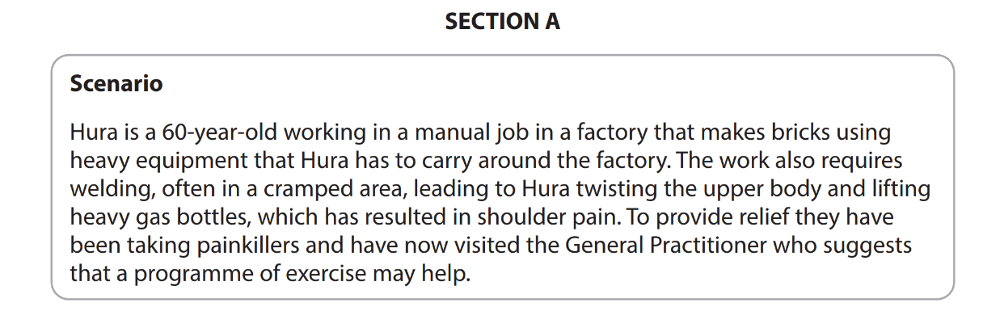 SECTION A
Scenario
Hura is a 60-year-old working in a manual job in a factory that makes bricks using
heavy equipment that Hura has to carry around the factory. The work also requires
welding, often in a cramped area, leading to Hura twisting the upper body and lifting
heavy gas bottles, which has resulted in shoulder pain. To provide relief they have
been taking painkillers and have now visited the General Practitioner who suggests
that a programme of exercise may help.